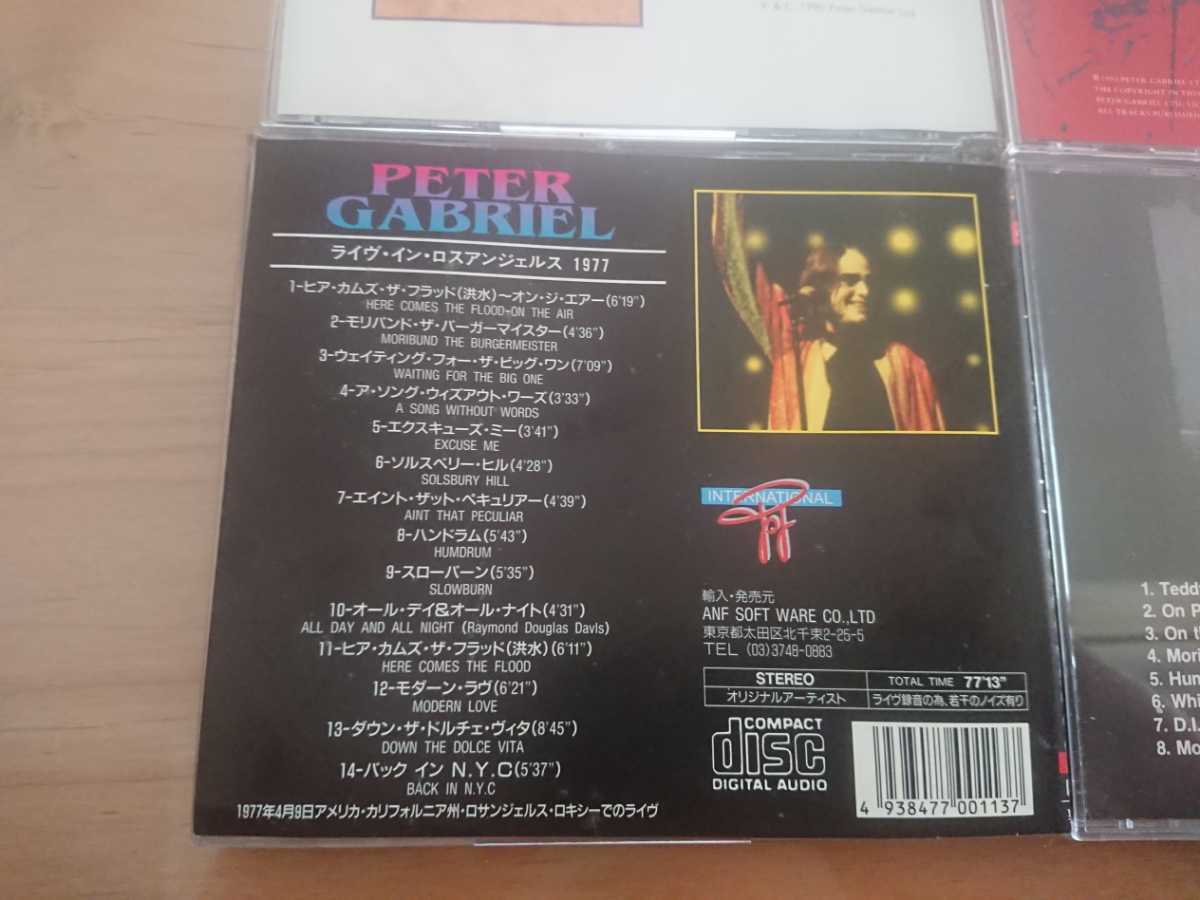 PETER GABRIEL LTD
THE COPYRIGHT IN THIS
PETER GABRIEL LTD.
PETER
GABRIEL
ライヴ・イン・ロスアンジェルス 1977
1-ヒア・カムズ・ザ・フラッド(洪水)〜オン・ジ・エアー(6'19")
HERE COMES THE FLOOD-ON THE AIR
2-モリバンド・ザ・バーガーマイスター(4'36")
MORIBUND THE BURGERMEISTER
3-ウェイティング・フォー・ザ・ビッグ・ワン(7'09")
WAITING FOR THE BIG ONE
4-ア・ソング・ウィズアウト・ワーズ(3'33")
A SONG WITHOUT WORDS
5-エクスキューズ・ミー(3'41")
EXCUSE ME
6-ソルスベリー・ヒル(4'28")
SOLSBURY HILL
7-エイント・ザット・ペキュリアー(4'39")
AINT THAT PECULIAR
8-ハンドラム(5'43")
HUMDRUM
9-スローバーン(5'35")
SLOWBURN
10-オール・デイ&オール・ナイト(4'31")
ALL DAY AND ALL NIGHT (Raymond Douglas Davls)
11-ヒア・カムズ・ザ・フラッド(洪水)(6'11")
HERE COMES THE FLOOD
12-モダーン・ラヴ(6'21")
MODERN LOVE
13-ダウン・ザ・ドルチェ・ヴィタ(8'45")
DOWN THE DOLCE VITA
14-バック イン N.Y.C(5'37")
BACK IN N.Y.C
1977年4月9日アメリカ・カリフォルニア州・ロサンジェルス・ロキシーでのライヴ
INTERNATIONAL
Pop
輸入・発売元
ANF SOFT WARE CO.,LTD
東京都太田区北千束2-25-5
TEL (03)3748-0883
STEREO TOTAL TIME 77'13"
オリジナルアーティスト ライヴ録音の為、若干のノイズ有り
COMPACT
disc
DIGITAL AUDIO
4 938477 001137
1. Tedd
2. On P
3. On th
4. Mori
5. Hum
6. Whi
7. D.I.
8. Mo